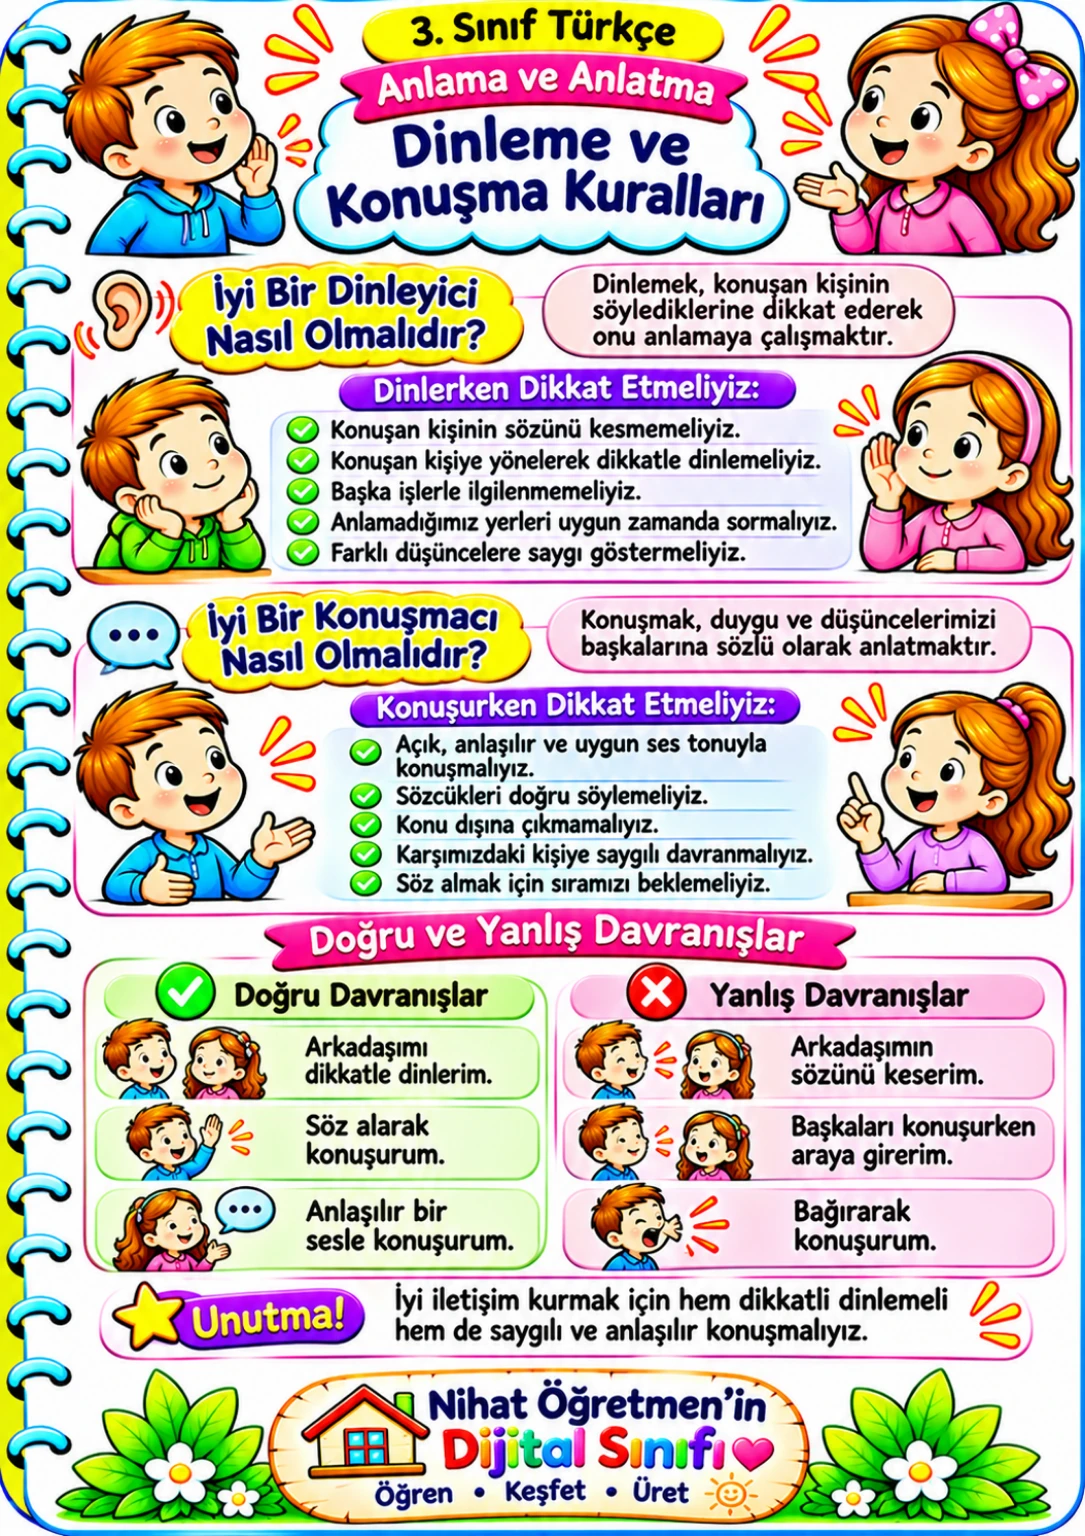 3. Sınıf Türkçe
Anlama ve Anlatma
Dinleme ve
Konuşma Kuralları
İyi Bir Dinleyici
Nasıl Olmalıdır?
Dinlemek, konuşan kişinin
söylediklerine dikkat ederek
onu anlamaya çalışmaktır.
Dinlerken Dikkat Etmeliyiz:
Konuşan kişinin sözünü kesmemeliyiz.
Konuşan kişiye yönelerek dikkatle dinlemeliyiz.
Başka işlerle ilgilenmemeliyiz.
Anlamadığımız yerleri uygun zamanda sormalıyız.
Farklı düşüncelere saygı göstermeliyiz.
İyi Bir Konuşmacı
Nasıl Olmalıdır?
Konuşmak, duygu ve düşüncelerimizi
başkalarına sözlü olarak anlatmaktır.
Konuşurken Dikkat Etmeliyiz:
Açık, anlaşılır ve uygun ses tonuyla
konuşmalıyız.
Sözcükleri doğru söylemeliyiz.
Konu dışına çıkmamalıyız.
Karşımızdaki kişiye saygılı davranmalıyız.
Söz almak için sıramızı beklemeliyiz.
Doğru ve Yanlış Davranışlar
Doğru Davranışlar
Arkadaşımı
dikkatle dinlerim.
Söz alarak
konuşurum.
Anlaşılır bir
sesle konuşurum.
Yanlış Davranışlar
Arkadaşımın
sözünü keserim.
Başkaları konuşurken
araya girerim.
Bağırarak
konuşurum.
Unutma!
İyi iletişim kurmak için hem dikkatli dinlemeli
hem de saygılı ve anlaşılır konuşmalıyız.
Nihat Öğretmen'in
Dijital Sınıfı
Öğren • Keşfet • Üret